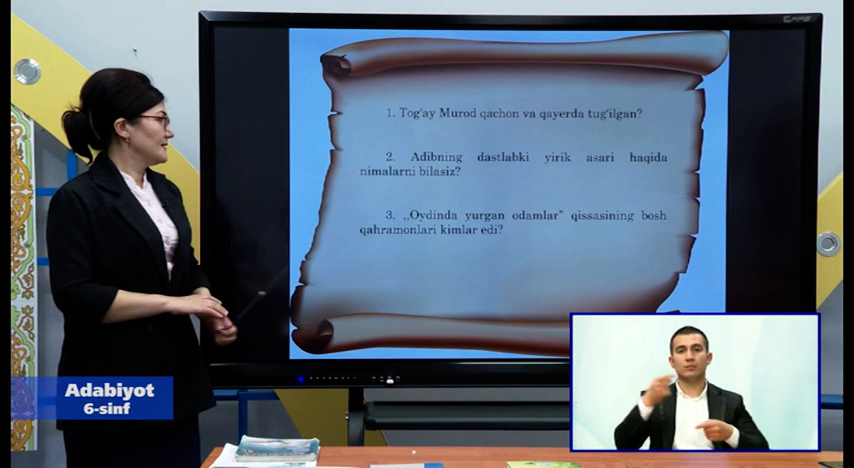 1. Tog‘ay Murod qachon va qayerda tug‘ilgan?
2. Adibning dastlabki yirik asari haqida
nimalarni bilasiz?
3. ,,Oydinda yurgan odamlar” qissasining bosh
qahramonlari kimlar edi?
Adabiyot
6-sinf